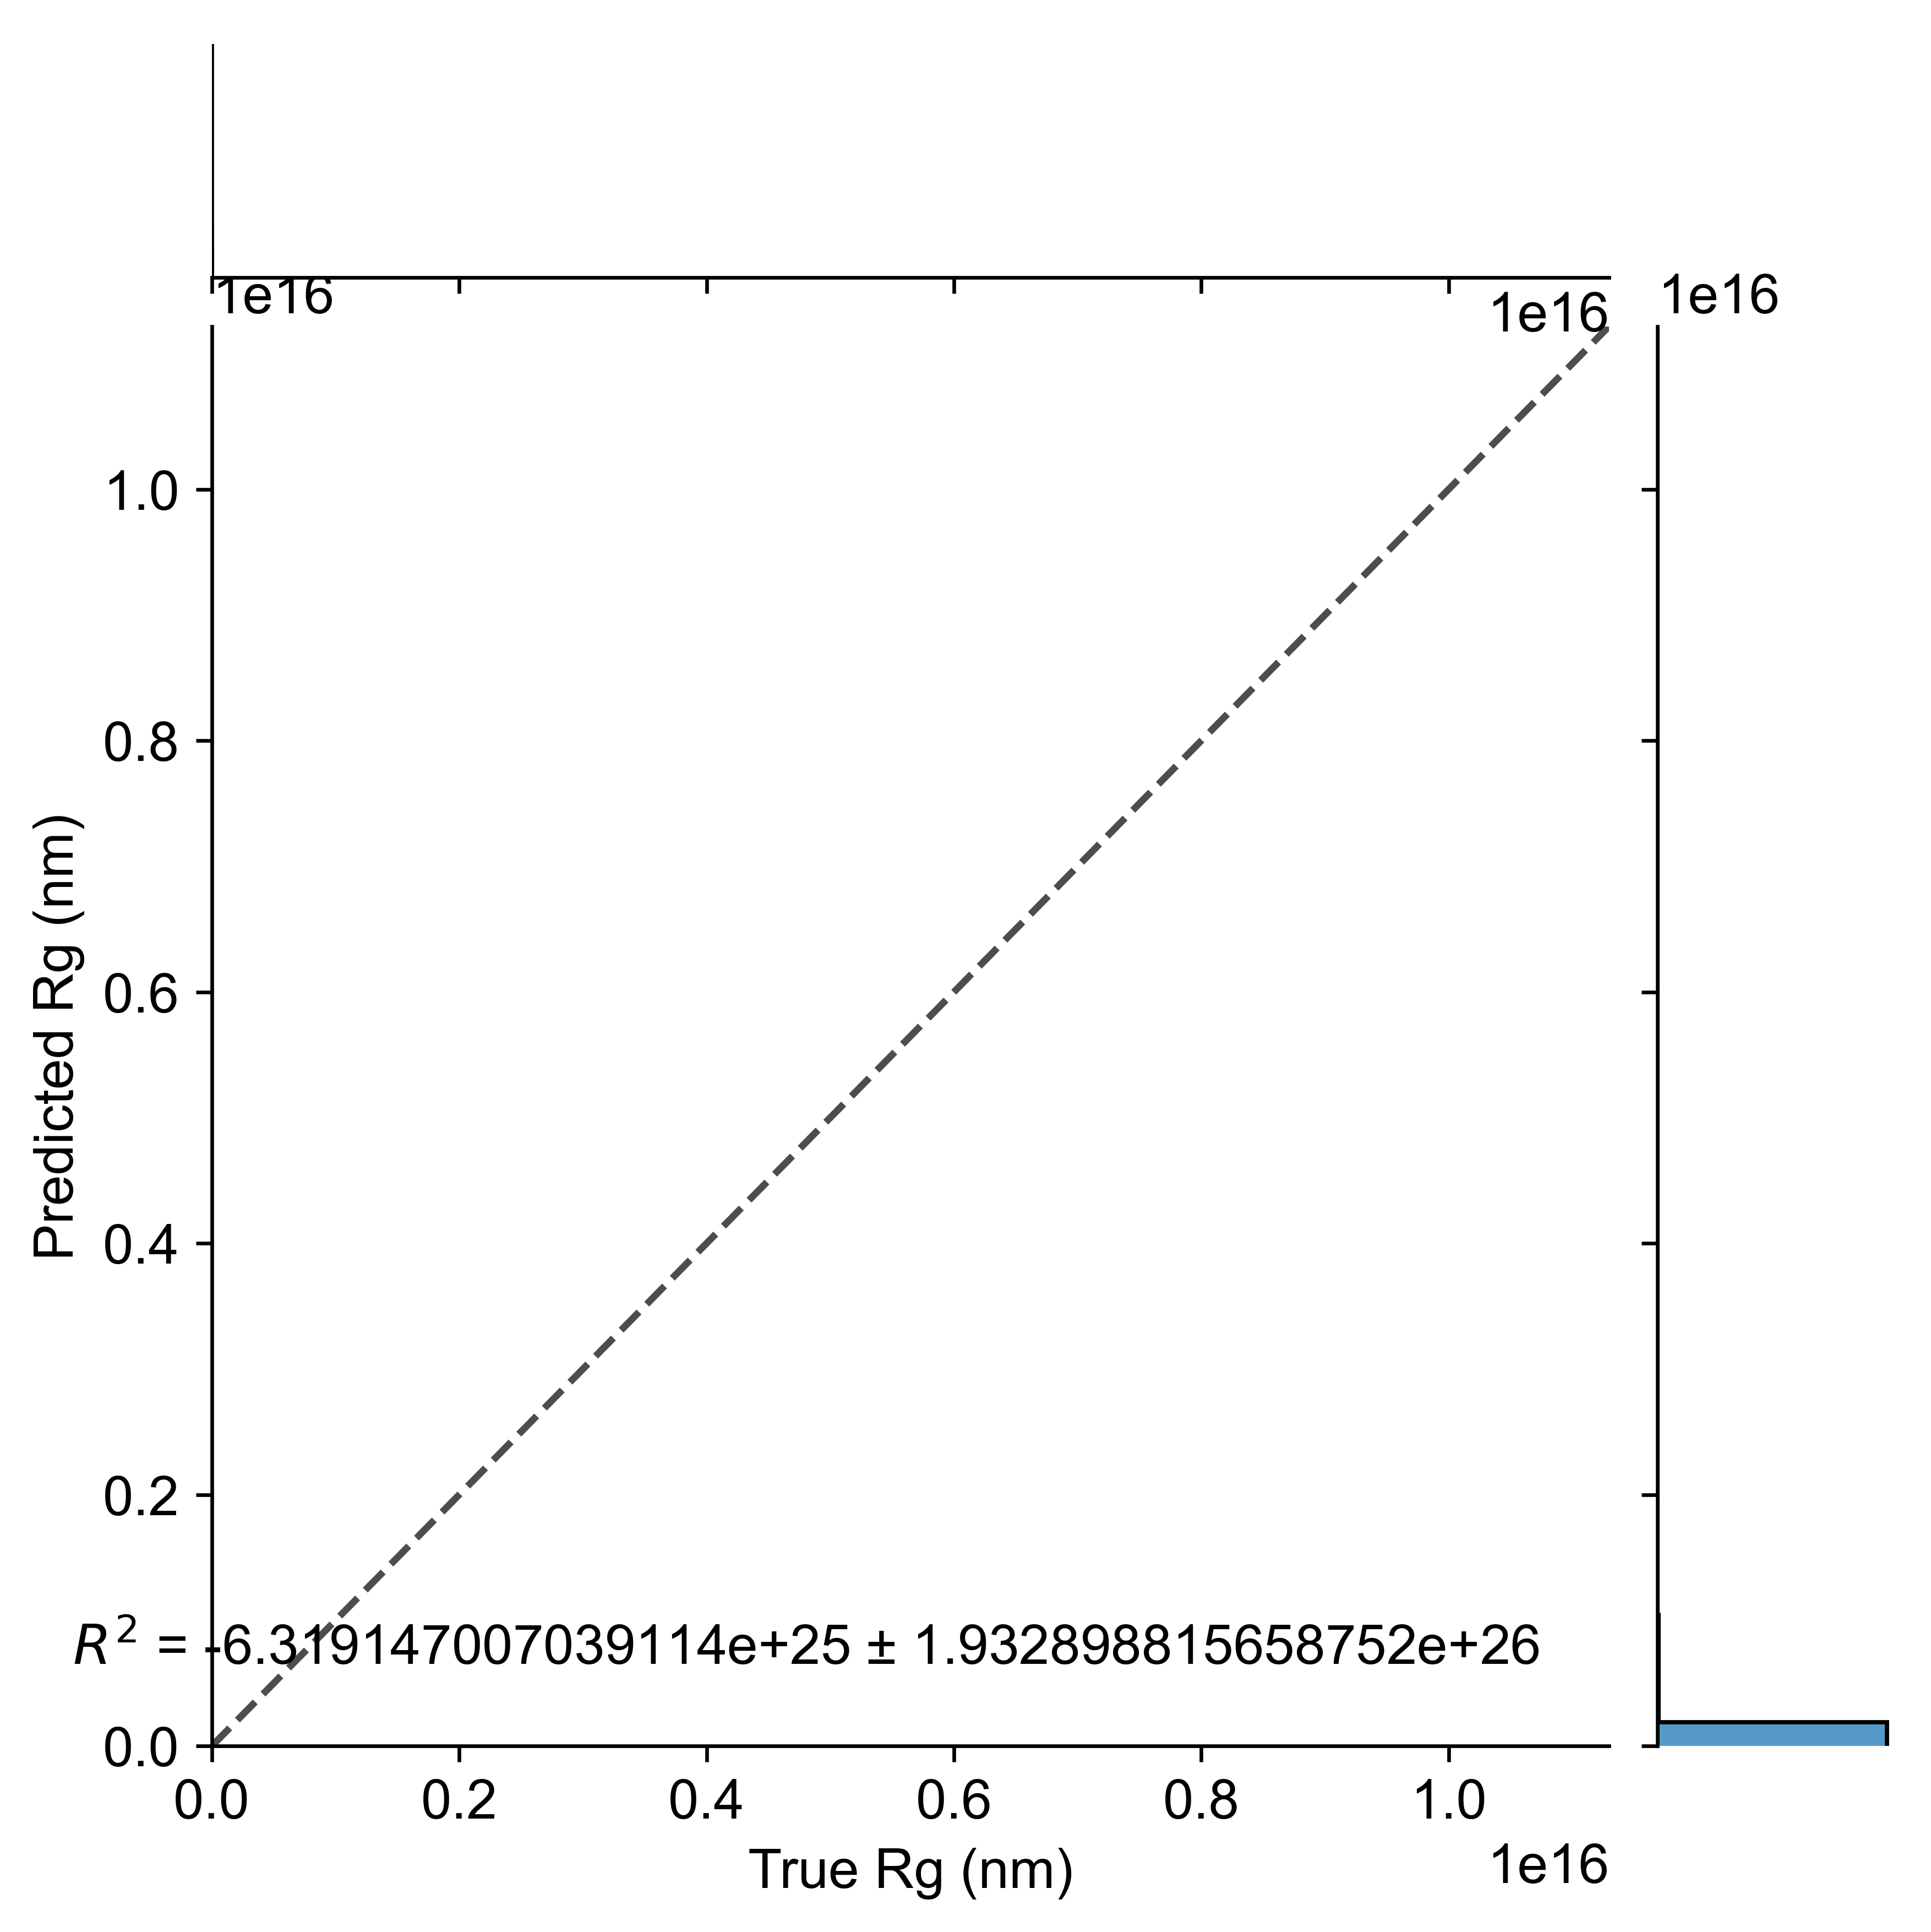 1e16
1e16
1e16
1.0
0.8
0.6
0.4
0.2
0.0
Predicted Rg (nm)
R² = -6.319147007039114e+25 ± 1.932898815658752e+26
0.0 0.2 0.4 0.6 0.8 1.0
True Rg (nm)
1e16